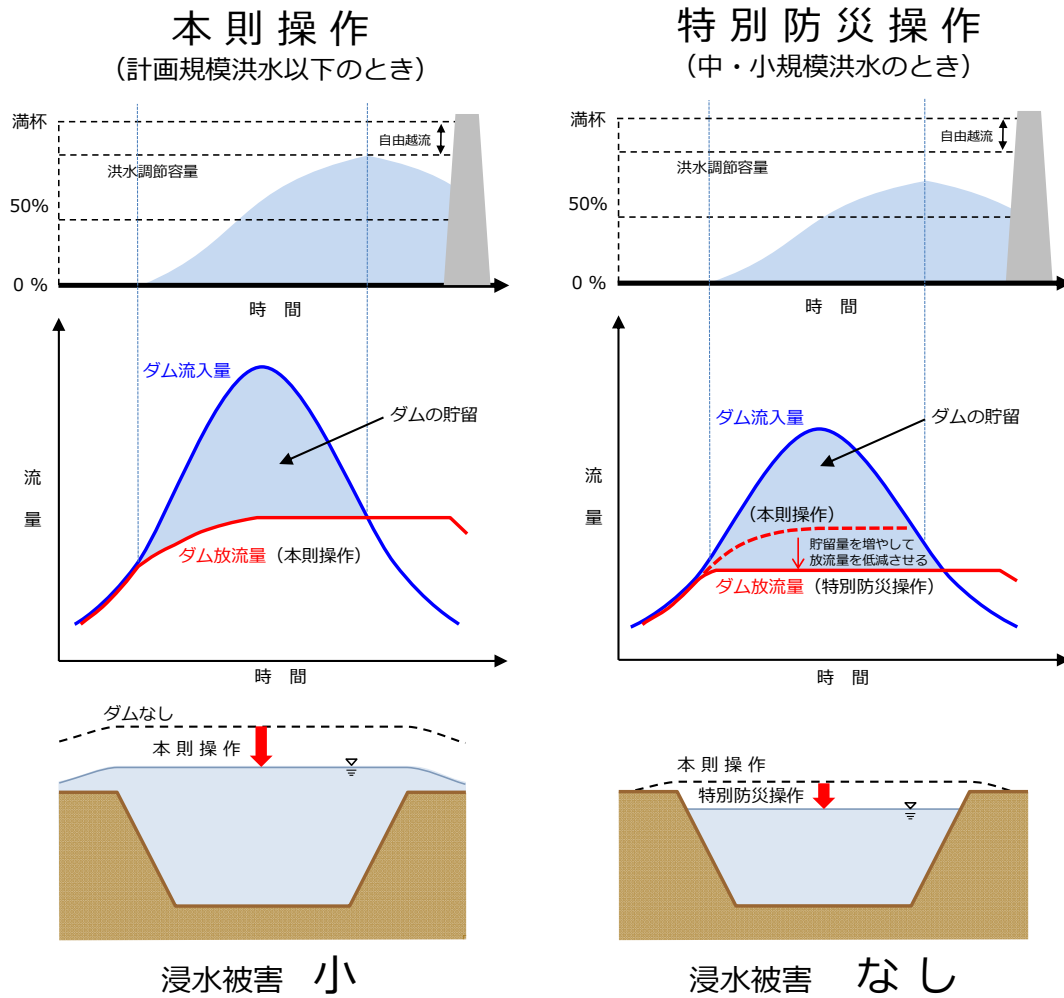 本則操作
（計画規模洪水以下のとき）
満杯
自由越流
洪水調節容量
50%
0 %
時 間
ダム流入量
ダムの貯留
流
量
ダム放流量（本則操作）
時 間
ダムなし
本則操作
浸水被害 小
特別防災操作
（中・小規模洪水のとき）
満杯
自由越流
洪水調節容量
50%
0 %
時 間
ダム流入量
ダムの貯留
流
量
（本則操作）
貯留量を増やして
放流量を低減させる
ダム放流量（特別防災操作）
時 間
本則操作
特別防災操作
浸水被害 なし